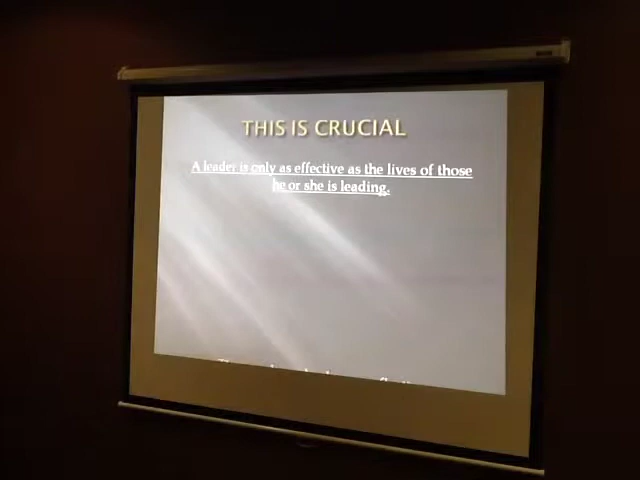 THIS IS CRUCIAL
A leader is only as effective as the lives of those
he or she is leading.